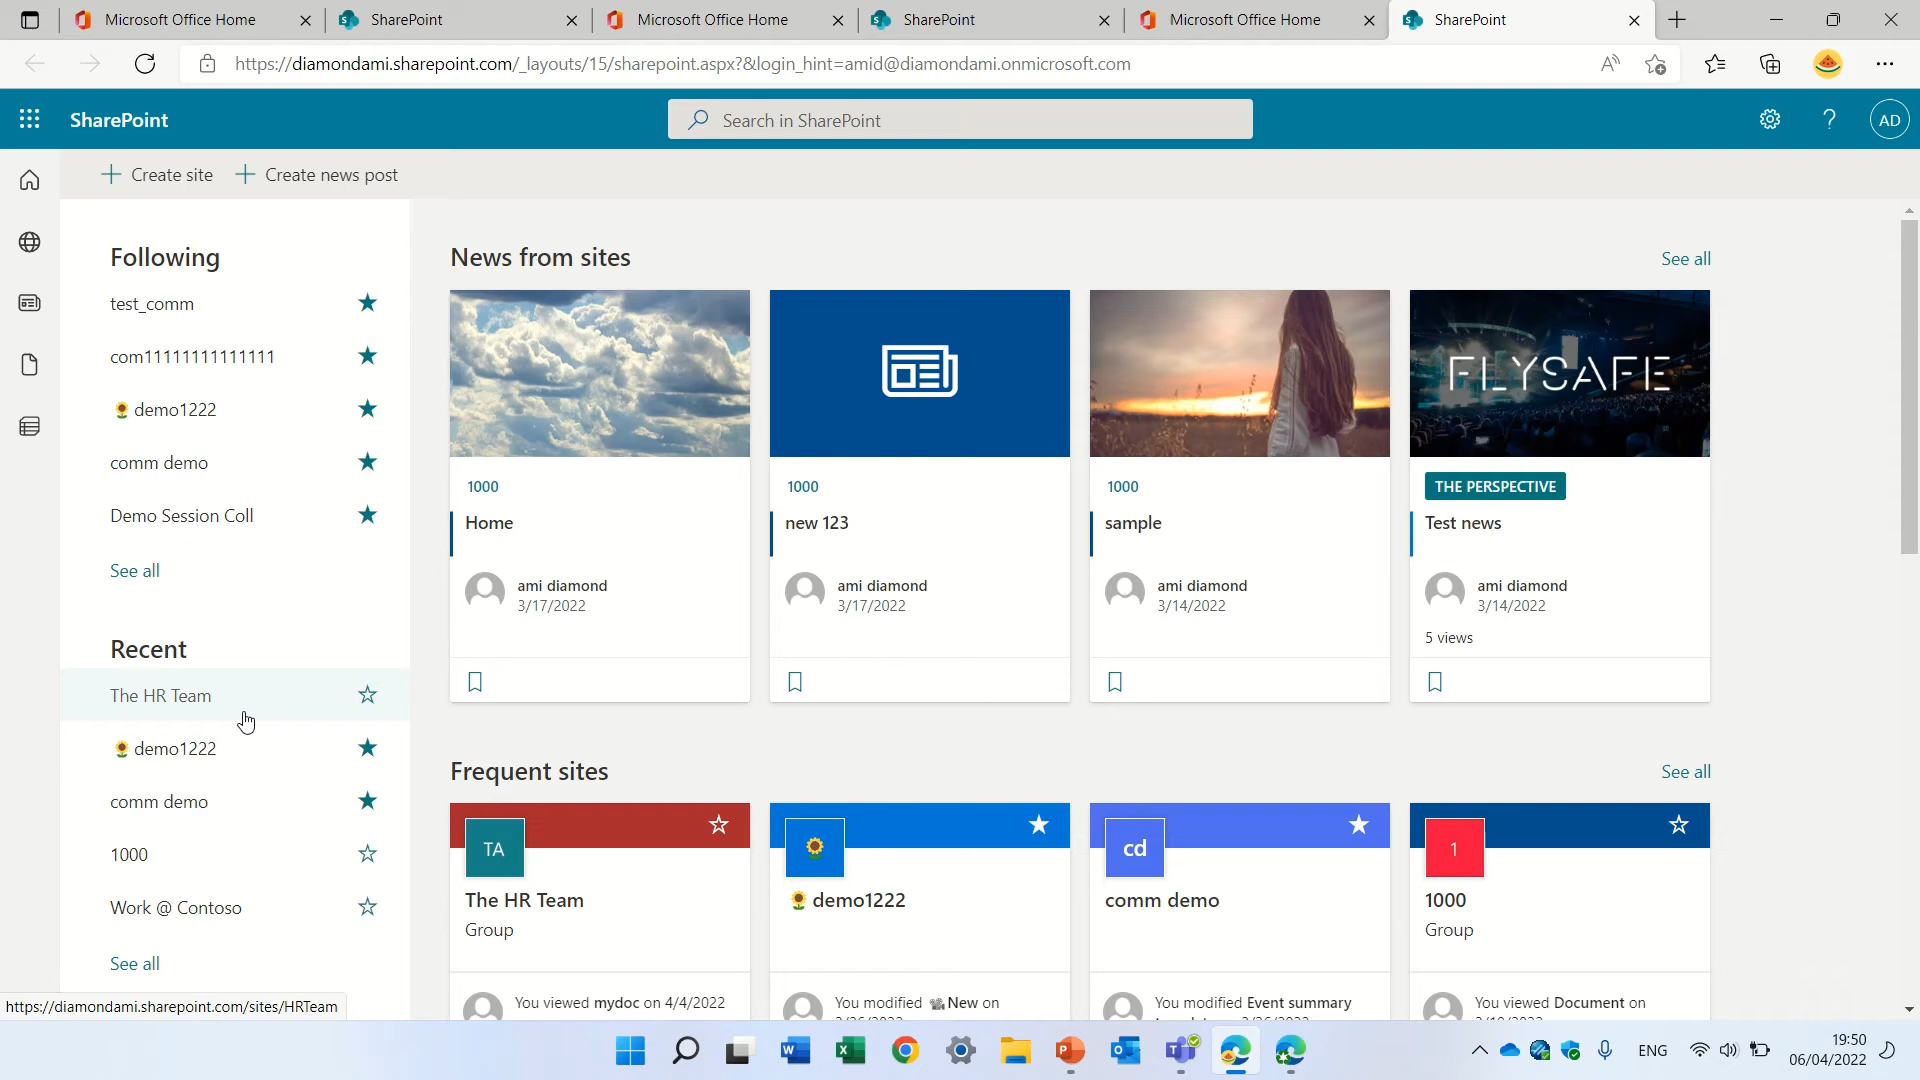 Microsoft Office Home
SharePoint
Microsoft Office Home
SharePoint
Microsoft Office Home
SharePoint
https://diamondami.sharepoint.com/_layouts/15/sharepoint.aspx?&login_hint=amid@diamondami.onmicrosoft.com
SharePoint
Search in SharePoint
AD
Create site
Create news post
Following
test_comm
com11111111111111
demo1222
comm demo
Demo Session Coll
See all
Recent
The HR Team
demo1222
comm demo
1000
Work @ Contoso
See all
News from sites
See all
1000
Home
ami diamond
3/17/2022
1000
new 123
ami diamond
3/17/2022
1000
sample
ami diamond
3/14/2022
FLYSAFE
THE PERSPECTIVE
Test news
ami diamond
3/14/2022
5 views
Frequent sites
See all
TA
The HR Team
Group
You viewed mydoc on 4/4/2022
demo1222
You modified New on
cd
comm demo
You modified Event summary
1
1000
Group
You viewed Document on
https://diamondami.sharepoint.com/sites/HRTeam
ENG
19:50
06/04/2022